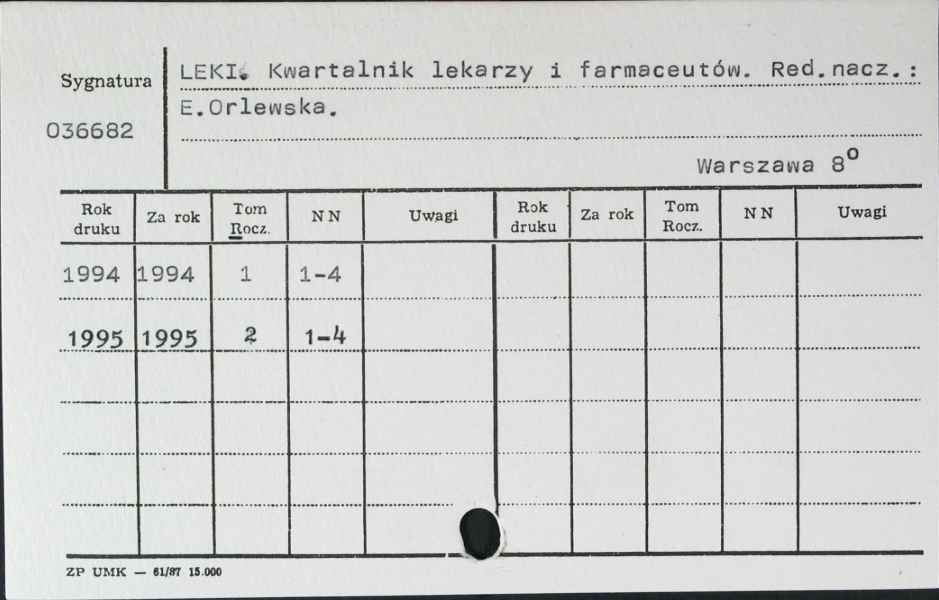 LEKI. Kwartalnik lekarzy i farmaceutów. Red.nacz.:
Sygnatura
E.Orlewska.
036682
Warszawa 8o
Rok druku Za rok Tom Rocz. NN Uwagi Rok druku Za rok Tom Rocz. NN Uwagi
1994 1994 1 1-4
1995 1995 2 1-4
ZP UMK — 61/87 15.000